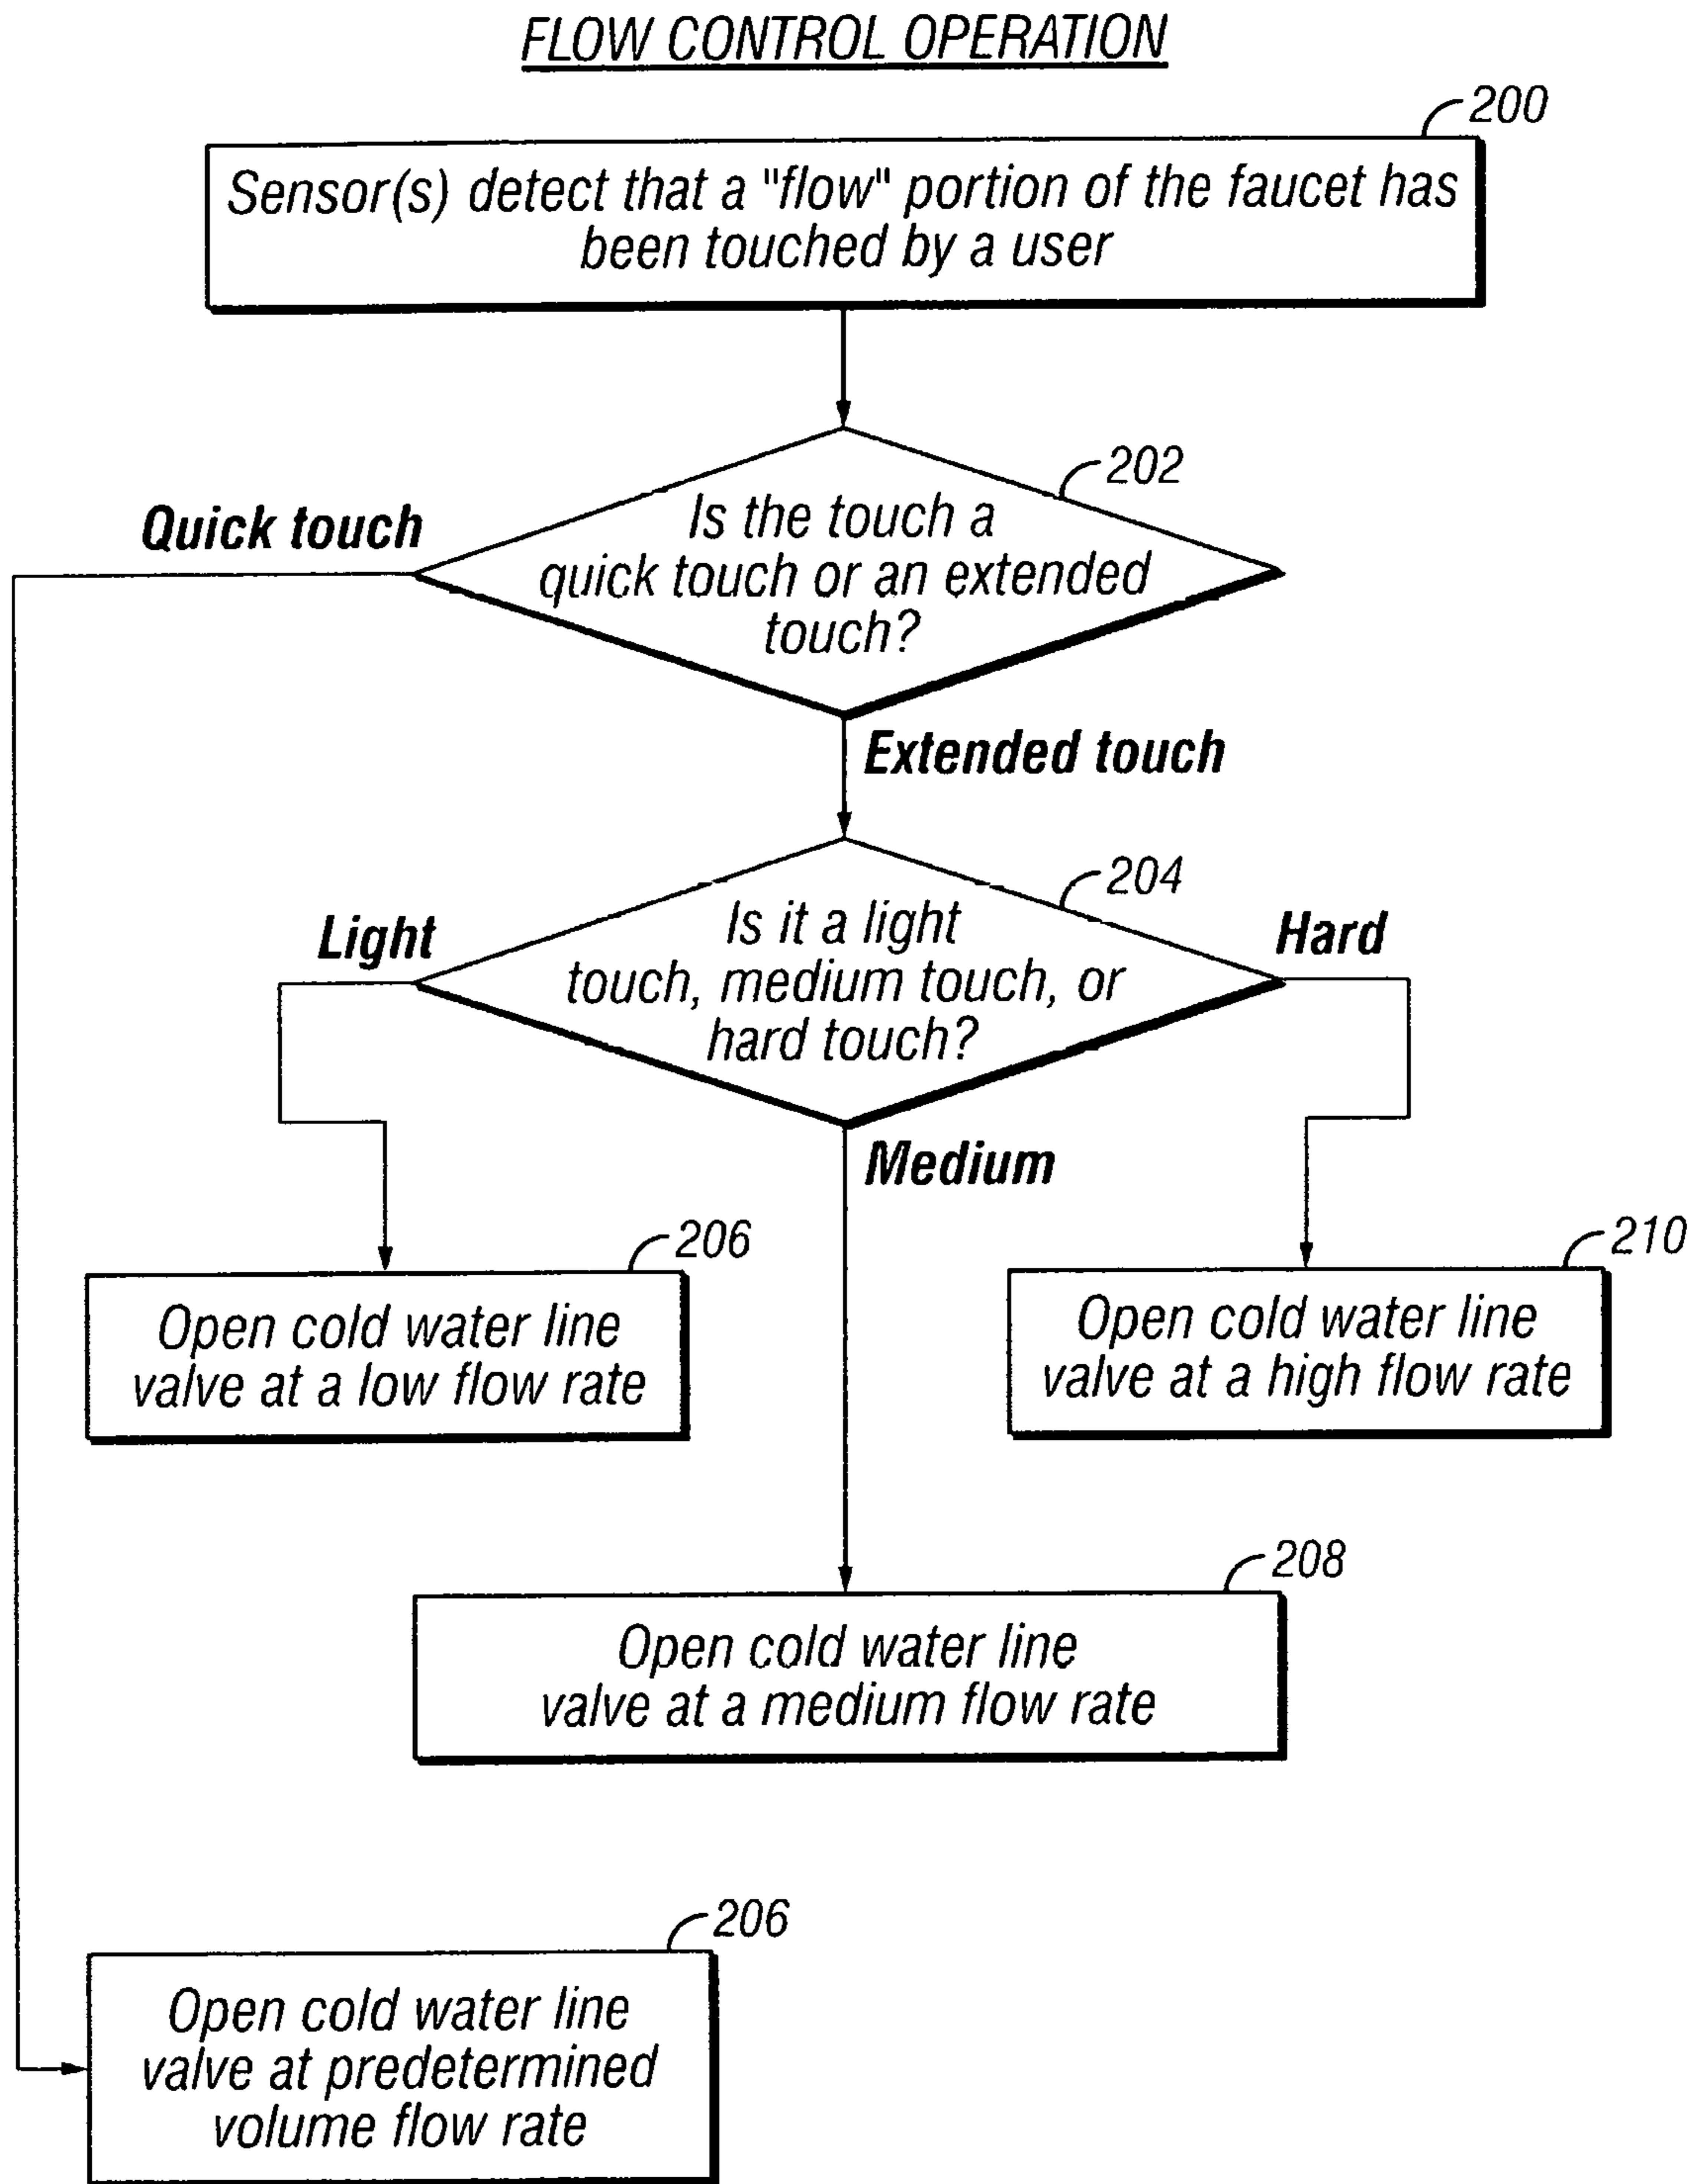 FLOW CONTROL OPERATION
200
Sensor(s) detect that a "flow" portion of the faucet has
been touched by a user
202
Quick touch
Is the touch a
quick touch or an extended
touch?
Extended touch
204
Light
Is it a light
touch, medium touch, or
hard touch?
Hard
Medium
206
Open cold water line
valve at a low flow rate
210
Open cold water line
valve at a high flow rate
208
Open cold water line
valve at a medium flow rate
206
Open cold water line
valve at predetermined
volume flow rate